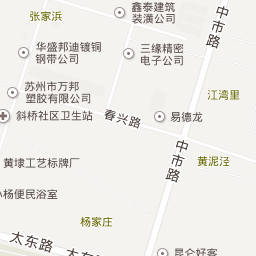 张家浜
鑫泰建筑
装潢公司
中市路
华盛邦迪镀铜
钢带公司
三缘精密
电子公司
苏州市万邦
塑胶有限公司
江湾里
斜桥社区卫生站
春兴路
易德龙
中市路
黄埭工艺标牌厂
黄泥泾
小杨便民浴室
杨家庄
太东路
太东
昆仑好客